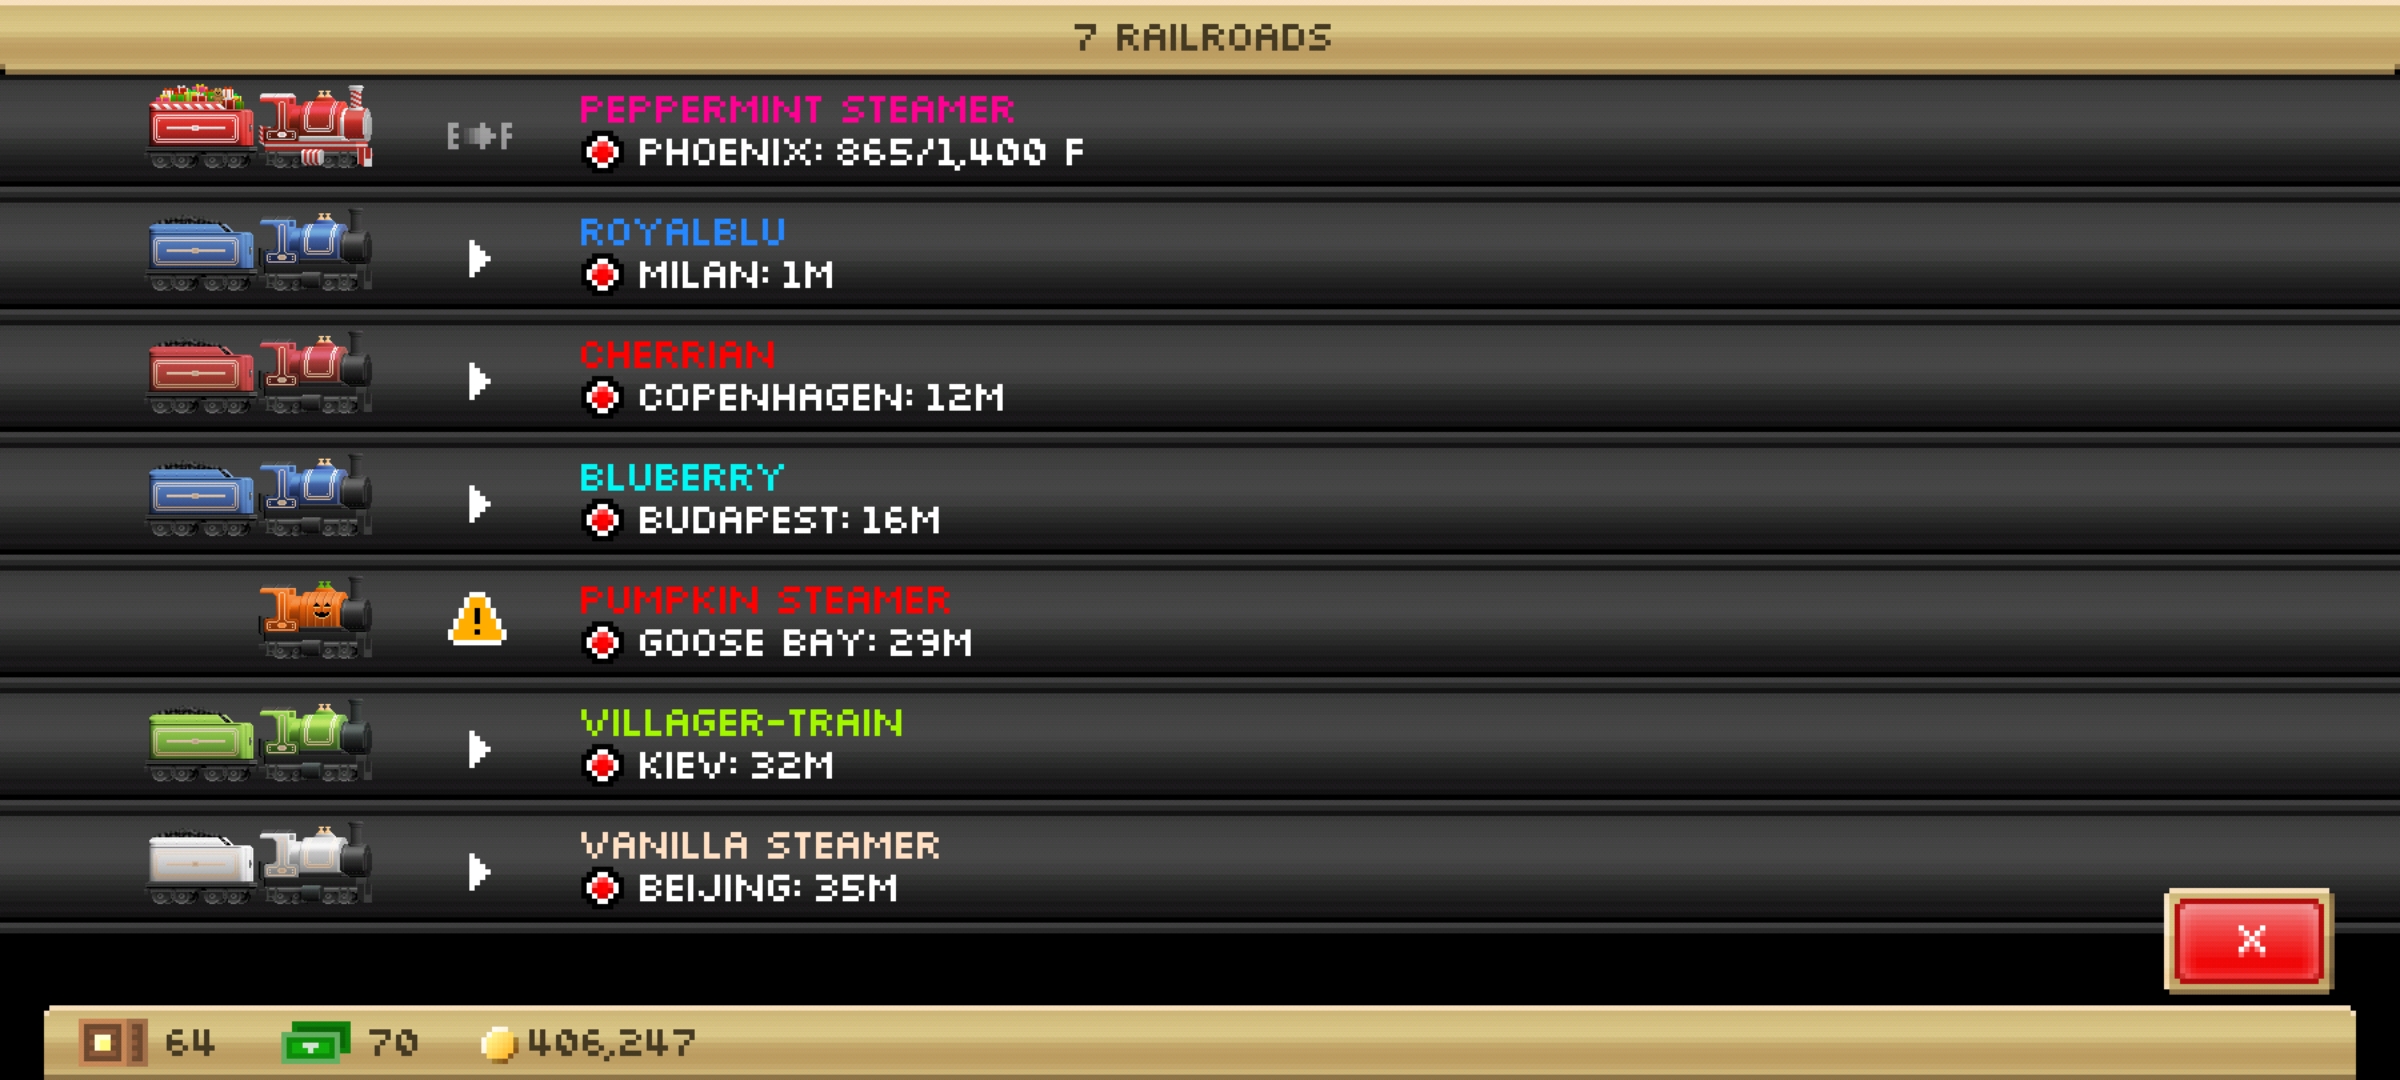 7 RAILROADS
PEPPERMINT STEAMER
E F
PHOENIX: 865/1,400 F
ROYALBLU
MILAN: 1M
CHERRIAN
COPENHAGEN: 12M
BLUBERRY
BUDAPEST: 16M
PUMPKIN STEAMER
!
GOOSE BAY: 29M
VILLAGER-TRAIN
KIEV: 32M
VANILLA STEAMER
BEIJING: 35M
X
64 70 406,247